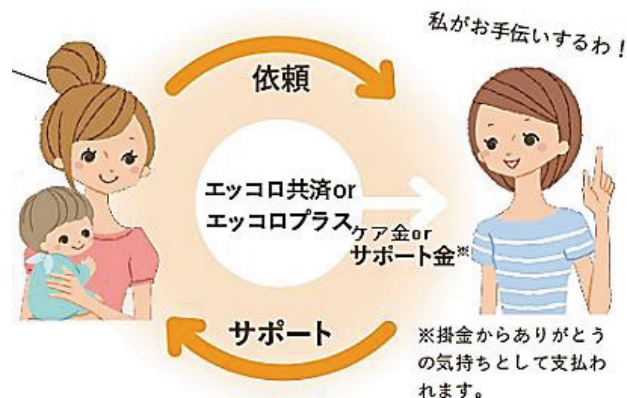 私がお手伝いするわ！
依頼
エッコロ共済or
エッコロプラス
ケア金or
サポート金※
サポート
※掛金からありがとう
の気持ちとして支払わ
れます。